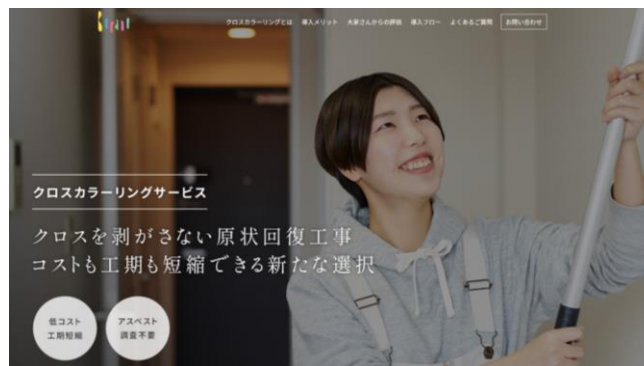 クロスカラーリングとは 導入メリット 大家さんからの評価 導入フロー よくあるご質問 お問い合わせ
クロスカラーリングサービス
クロスを剥がさない原状回復工事
コストも工期も短縮できる新たな選択
低コスト
工期短縮
アスベスト
調査不要